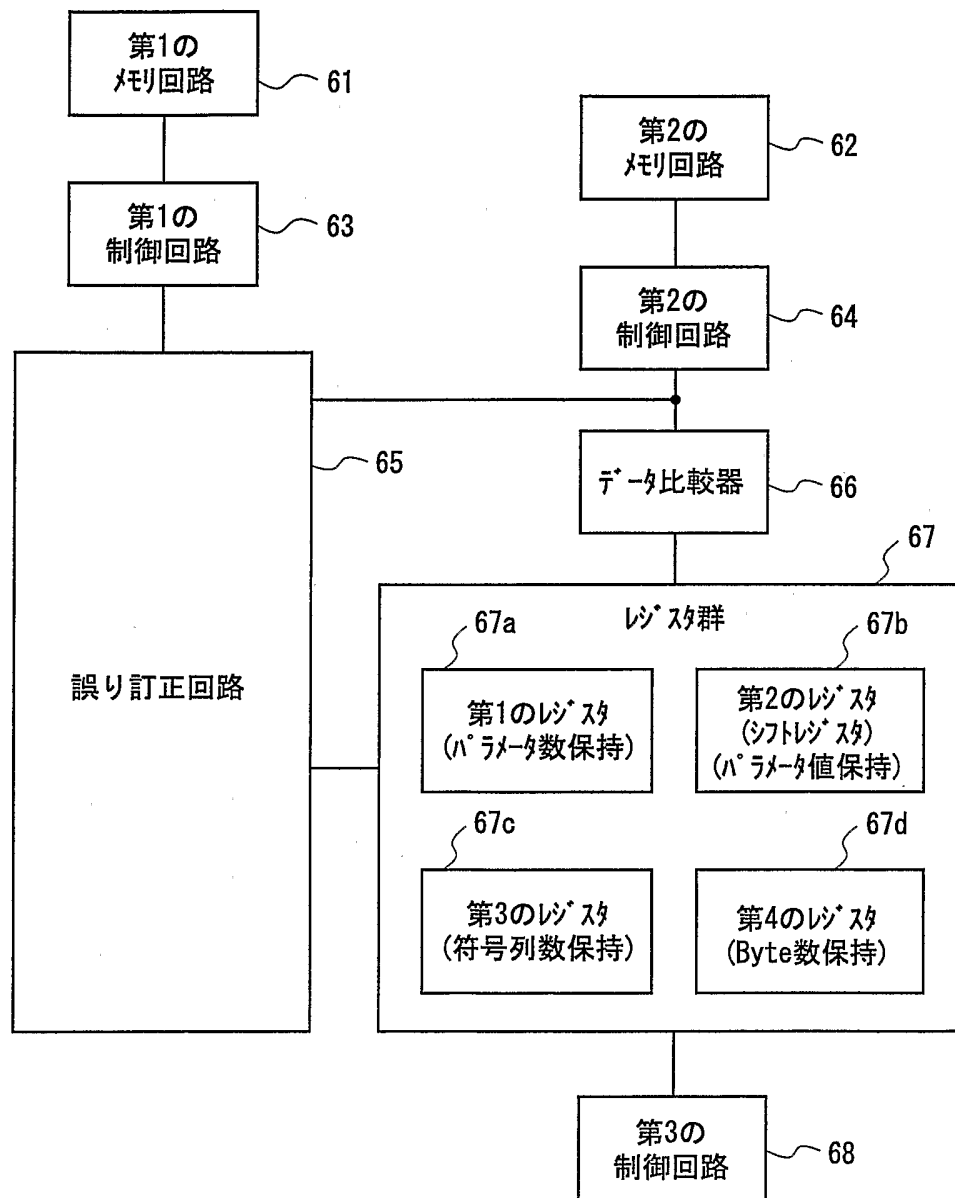 第1の
ﾒﾓﾘ回路
61
第2の
ﾒﾓﾘ回路
62
第1の
制御回路
63
第2の
制御回路
64
65
ﾃﾞｰﾀ比較器
66
67
ﾚｼﾞｽﾀ群
誤り訂正回路
67a
第1のﾚｼﾞｽﾀ
(ﾊﾟﾗﾒｰﾀ数保持)
67b
第2のﾚｼﾞｽﾀ
(ｼﾌﾄﾚｼﾞｽﾀ)
(ﾊﾟﾗﾒｰﾀ値保持)
67c
第3のﾚｼﾞｽﾀ
(符号列数保持)
67d
第4のﾚｼﾞｽﾀ
(Byte数保持)
第3の
制御回路
68